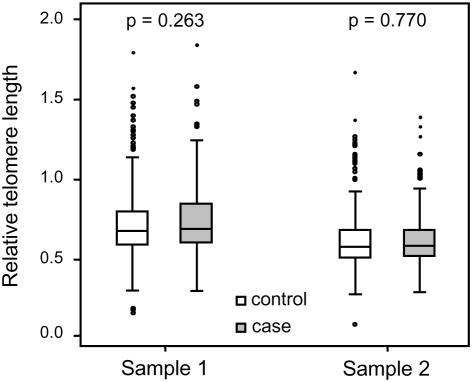 p = 0.263 p = 0.770
Relative telomere length
2.0
1.5
1.0
0.5
0.0
control
case
Sample 1 Sample 2